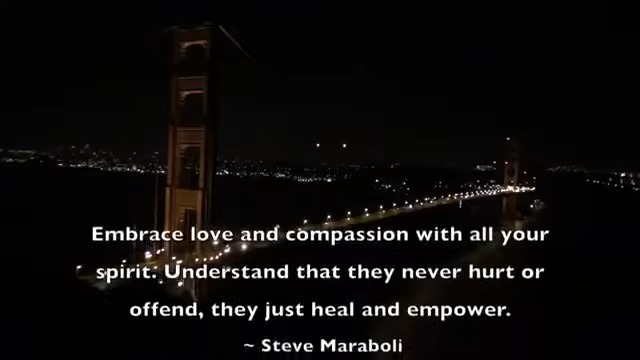 Embrace love and compassion with all your
spirit. Understand that they never hurt or
offend, they just heal and empower.
~ Steve Maraboli